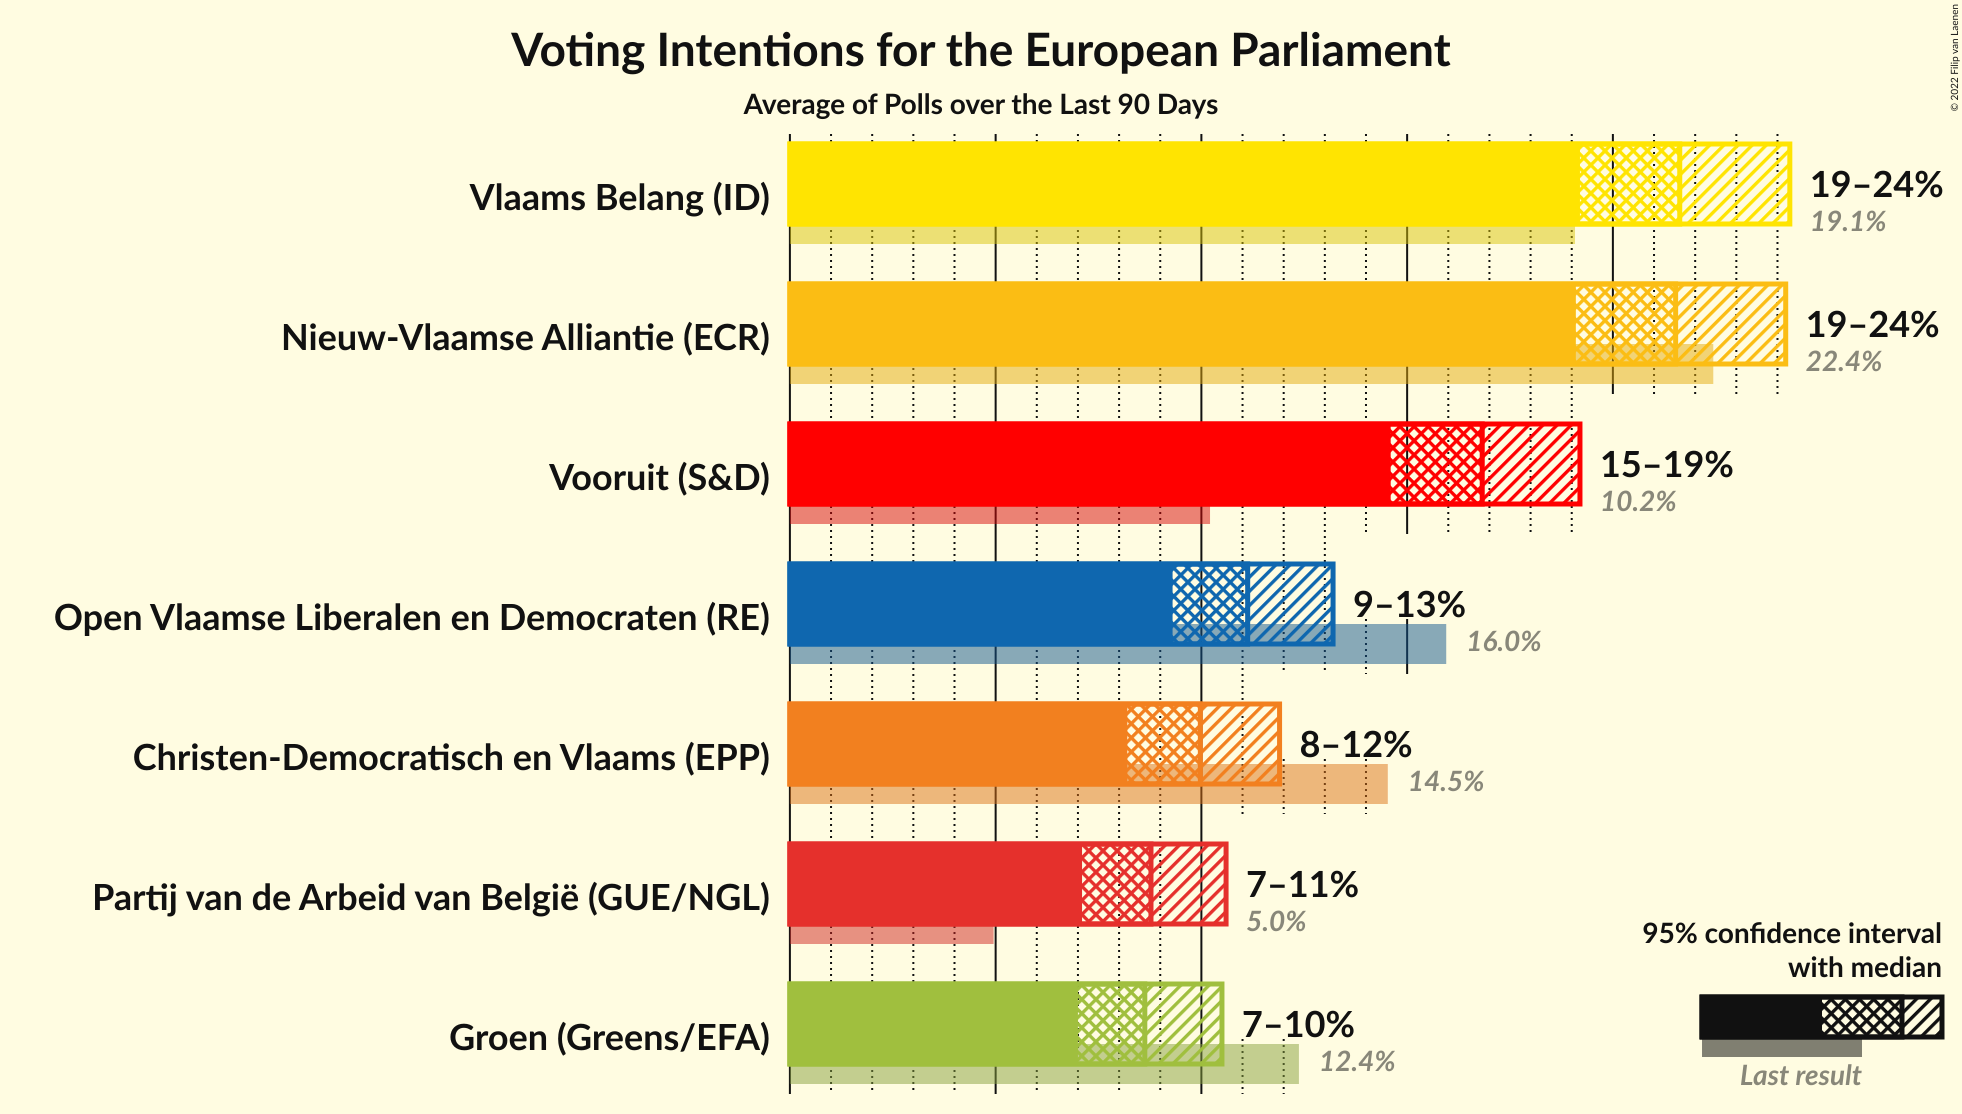 Voting Intentions for the European Parliament
Average of Polls over the Last 90 Days
© 2022 Filip van Laenen
Vlaams Belang (ID)
19–24%
19.1%
Nieuw-Vlaamse Alliantie (ECR)
19–24%
22.4%
Vooruit (S&D)
15–19%
10.2%
Open Vlaamse Liberalen en Democraten (RE)
9–13%
16.0%
Christen-Democratisch en Vlaams (EPP)
8–12%
14.5%
Partij van de Arbeid van België (GUE/NGL)
7–11%
5.0%
Groen (Greens/EFA)
7–10%
12.4%
95% confidence interval
with median
Last result